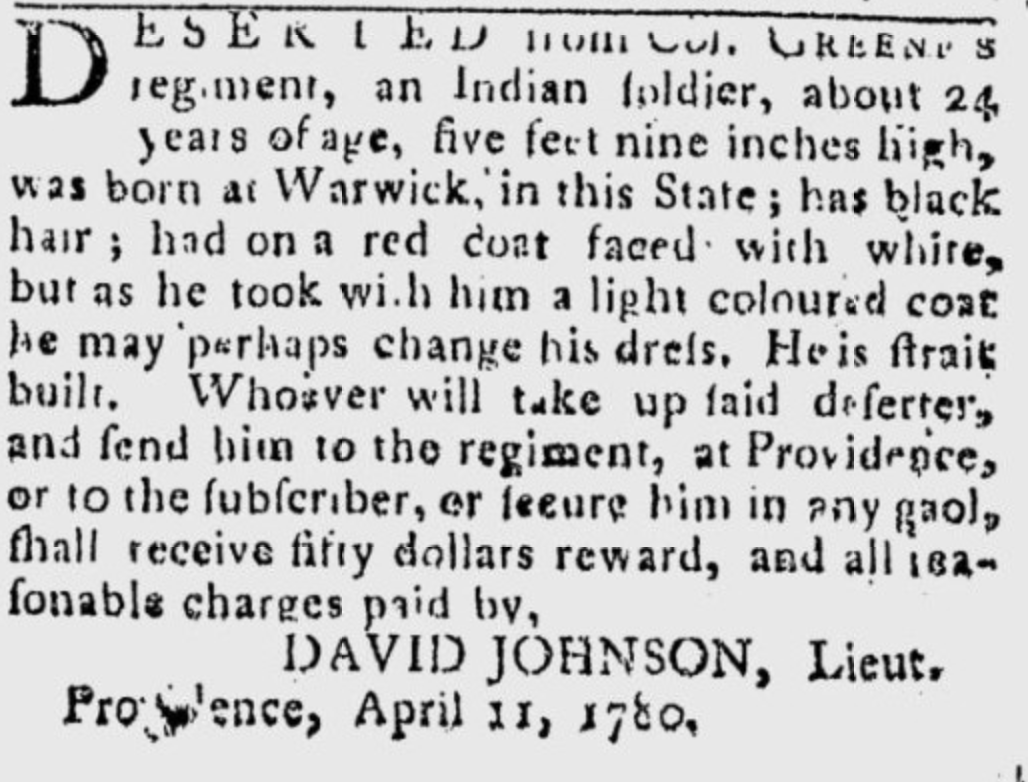 DESERTED from Col. GREENE's
regiment, an Indian ſoldier, about 24
years of age, five feet nine inches high,
was born at Warwick, in this State; has black
hair; had on a red coat faced with white,
but as he took with him a light coloured coat
he may perhaps change his dreſs. He is ſtrait
built. Whoever will take up ſaid deſerter,
and ſend him to the regiment, at Providence,
or to the ſubſcriber, or ſecure him in any gaol,
ſhall receive fifty dollars reward, and all rea-
ſonable charges paid by,
DAVID JOHNSON, Lieut.
Providence, April 11, 1780.